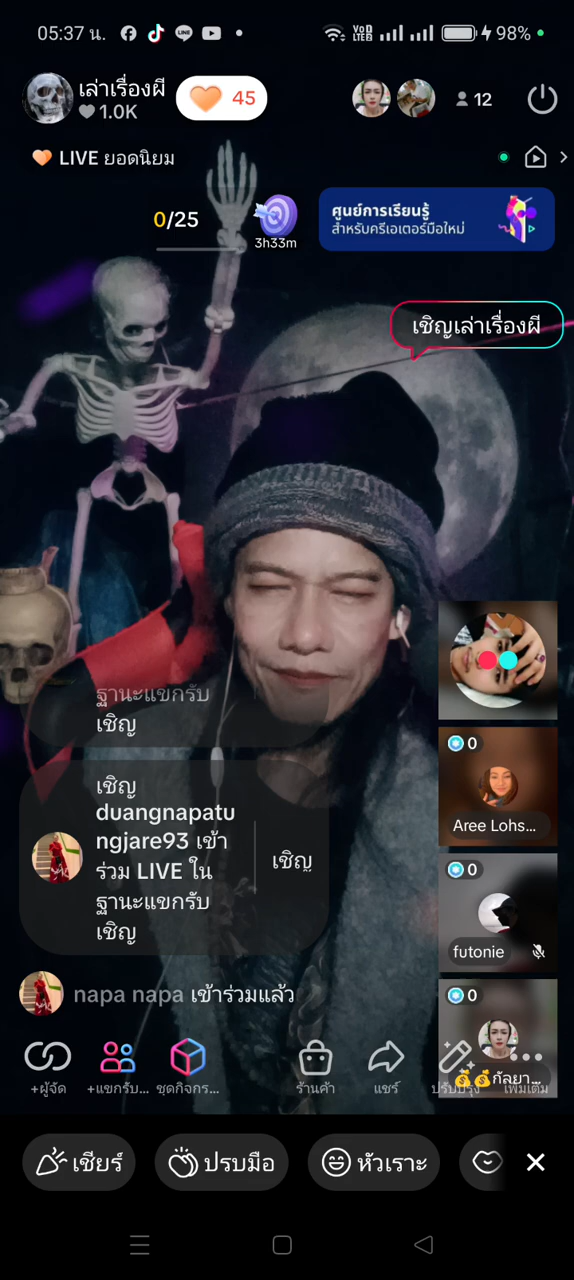 05:37 น.
VoD LTE2
98%
เล่าเรื่องผี
1.0K
45
12
LIVE ยอดนิยม
0/25
3h33m
ศูนย์การเรียนรู้
สำหรับครีเอเตอร์มือใหม่
เชิญเล่าเรื่องผี
ฐานะแขกรับ
เชิญ
เชิญ
duangnapatu
ngjare93 เข้า
ร่วม LIVE ใน
ฐานะแขกรับ
เชิญ
เชิญ
napa napa เข้าร่วมแล้ว
0
Aree Lohs...
0
futonie
0
💰💰กัลยา...
+ผู้จัด
+แขกรับ...
ชุดกิจกร...
ร้านค้า
แชร์
ปรับปรุง
เพิ่มเติม
เชียร์
ปรบมือ
หัวเราะ